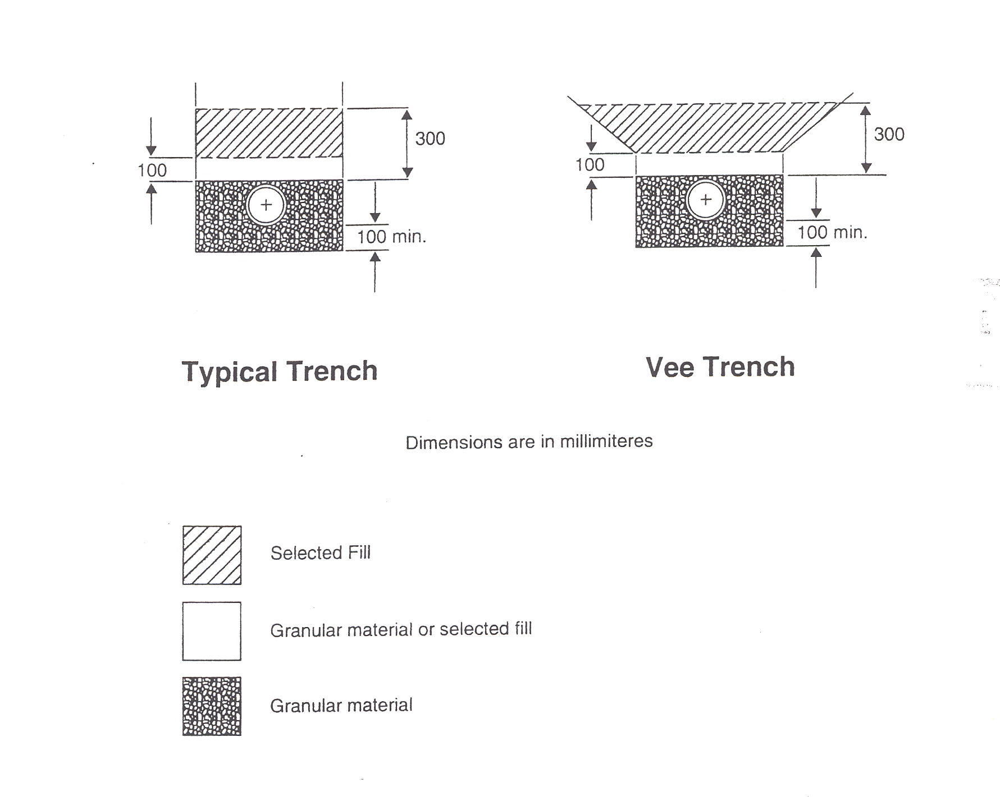 300
100
100 min.
300
100
100 min.
Typical Trench
Vee Trench
Dimensions are in millimiteres
Selected Fill
Granular material or selected fill
Granular material